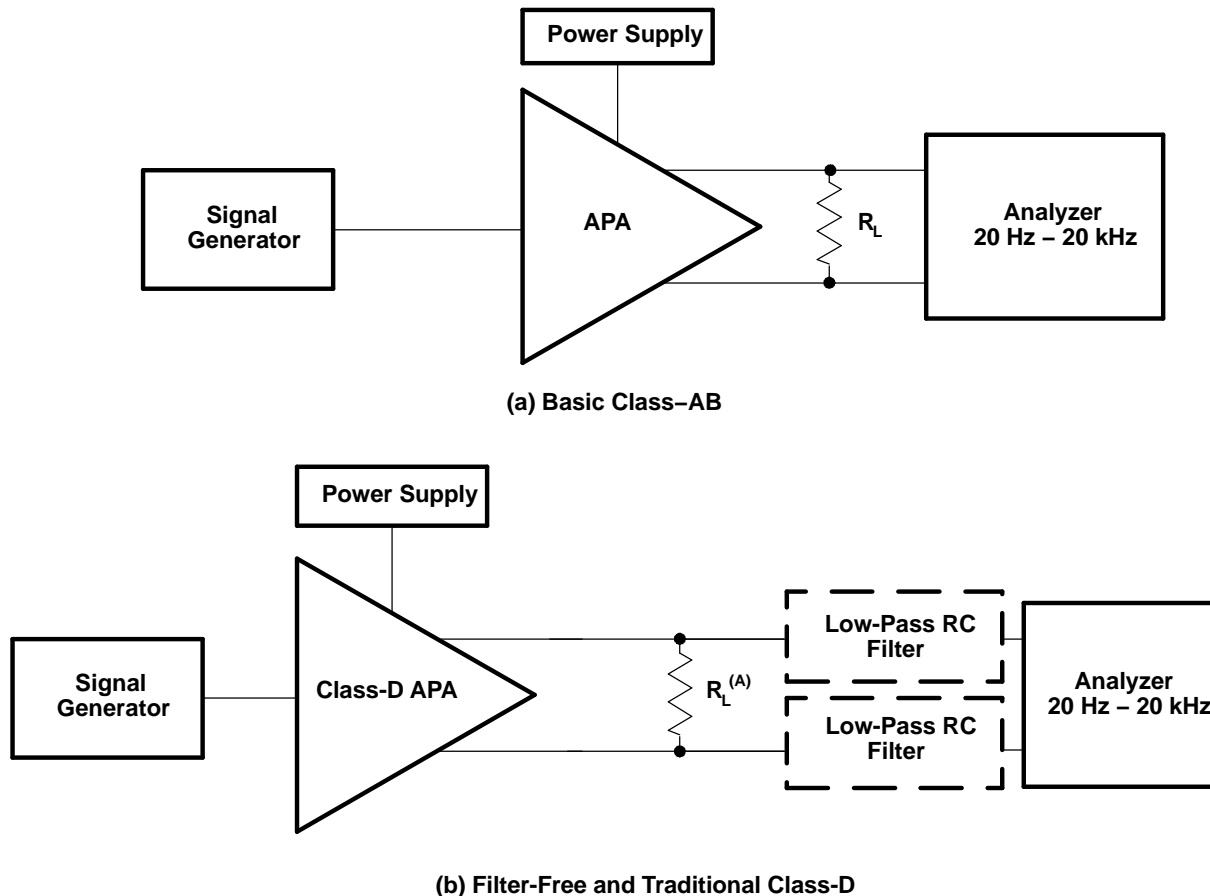 Power Supply
Signal
Generator
APA
R_L
Analyzer
20 Hz – 20 kHz
(a) Basic Class–AB
Power Supply
Signal
Generator
Class-D APA
R_L^(A)
Low-Pass RC
Filter
Low-Pass RC
Filter
Analyzer
20 Hz – 20 kHz
(b) Filter-Free and Traditional Class-D